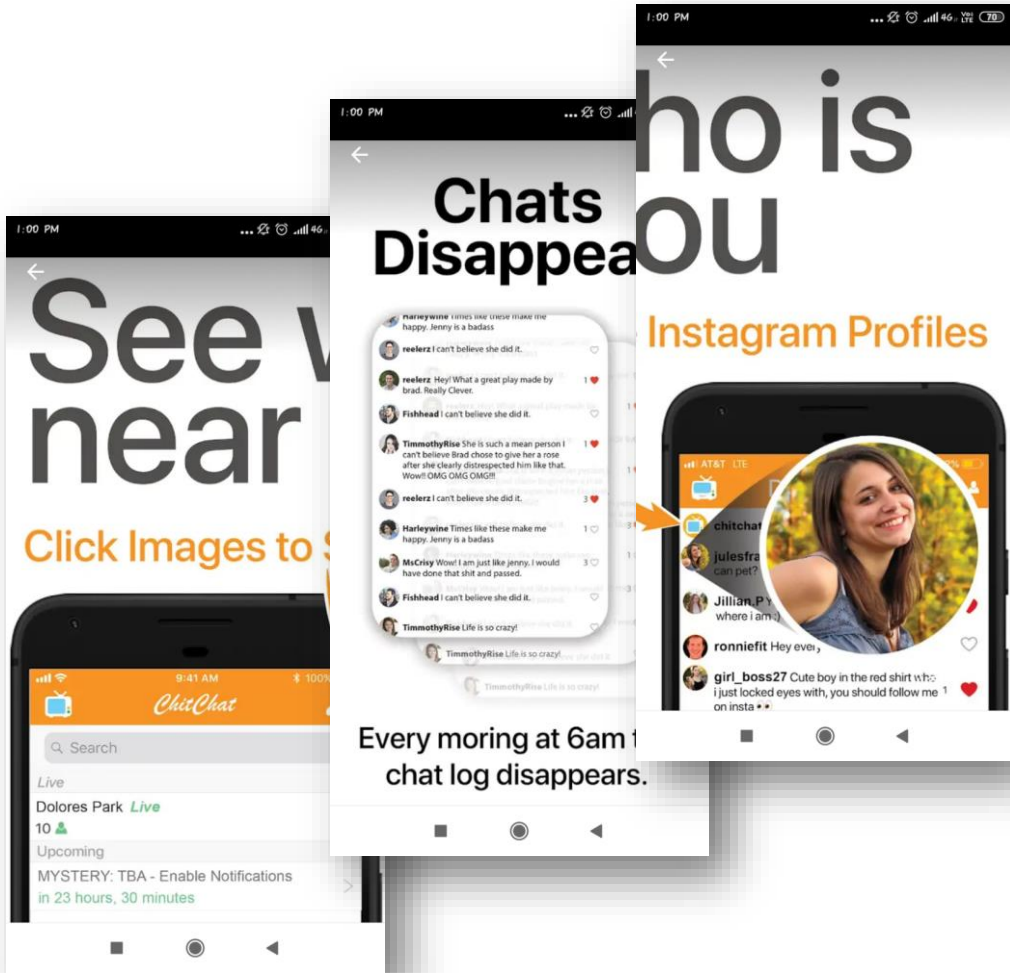 1:00 PM
See
near
Click Images to
9:41 AM
100%
ChitChat
Search
Live
Dolores Park Live
10
Upcoming
MYSTERY: TBA - Enable Notifications
in 23 hours, 30 minutes
1:00 PM
Chats
Disappea
Harleywine Times like these make me
happy. Jenny is a badass
reelerz I can't believe she did it.
reelerz Hey! What a great play made by 1
brad. Really Clever.
Fishhead I can't believe she did it.
TimmothyRise She is such a mean person I 1
can't believe Brad chose to give her a rose
after she clearly distrespected him like that.
Wow!! OMG OMG OMG!!!
reelerz I can't believe she did it. 3
Harleywine Times like these make me 1
happy. Jenny is a badass
MsCrisy Wow! I am just like jenny. I would 3
have done that shit and passed.
Fishhead I can't believe she did it.
TimmothyRise Life is so crazy!
TimmothyRise Life is so crazy!
TimmothyRise Life is so crazy!
Every moring at 6am
chat log disappears.
1:00 PM
4G Vo LTE 70
ho is
ou
Instagram Profiles
AT&T LTE
chitchat
julesfra
can pet?
Jillian.P
where i am :)
ronniefit Hey
girl_boss27 Cute boy in the red shirt who
i just locked eyes with, you should follow me 1
on insta